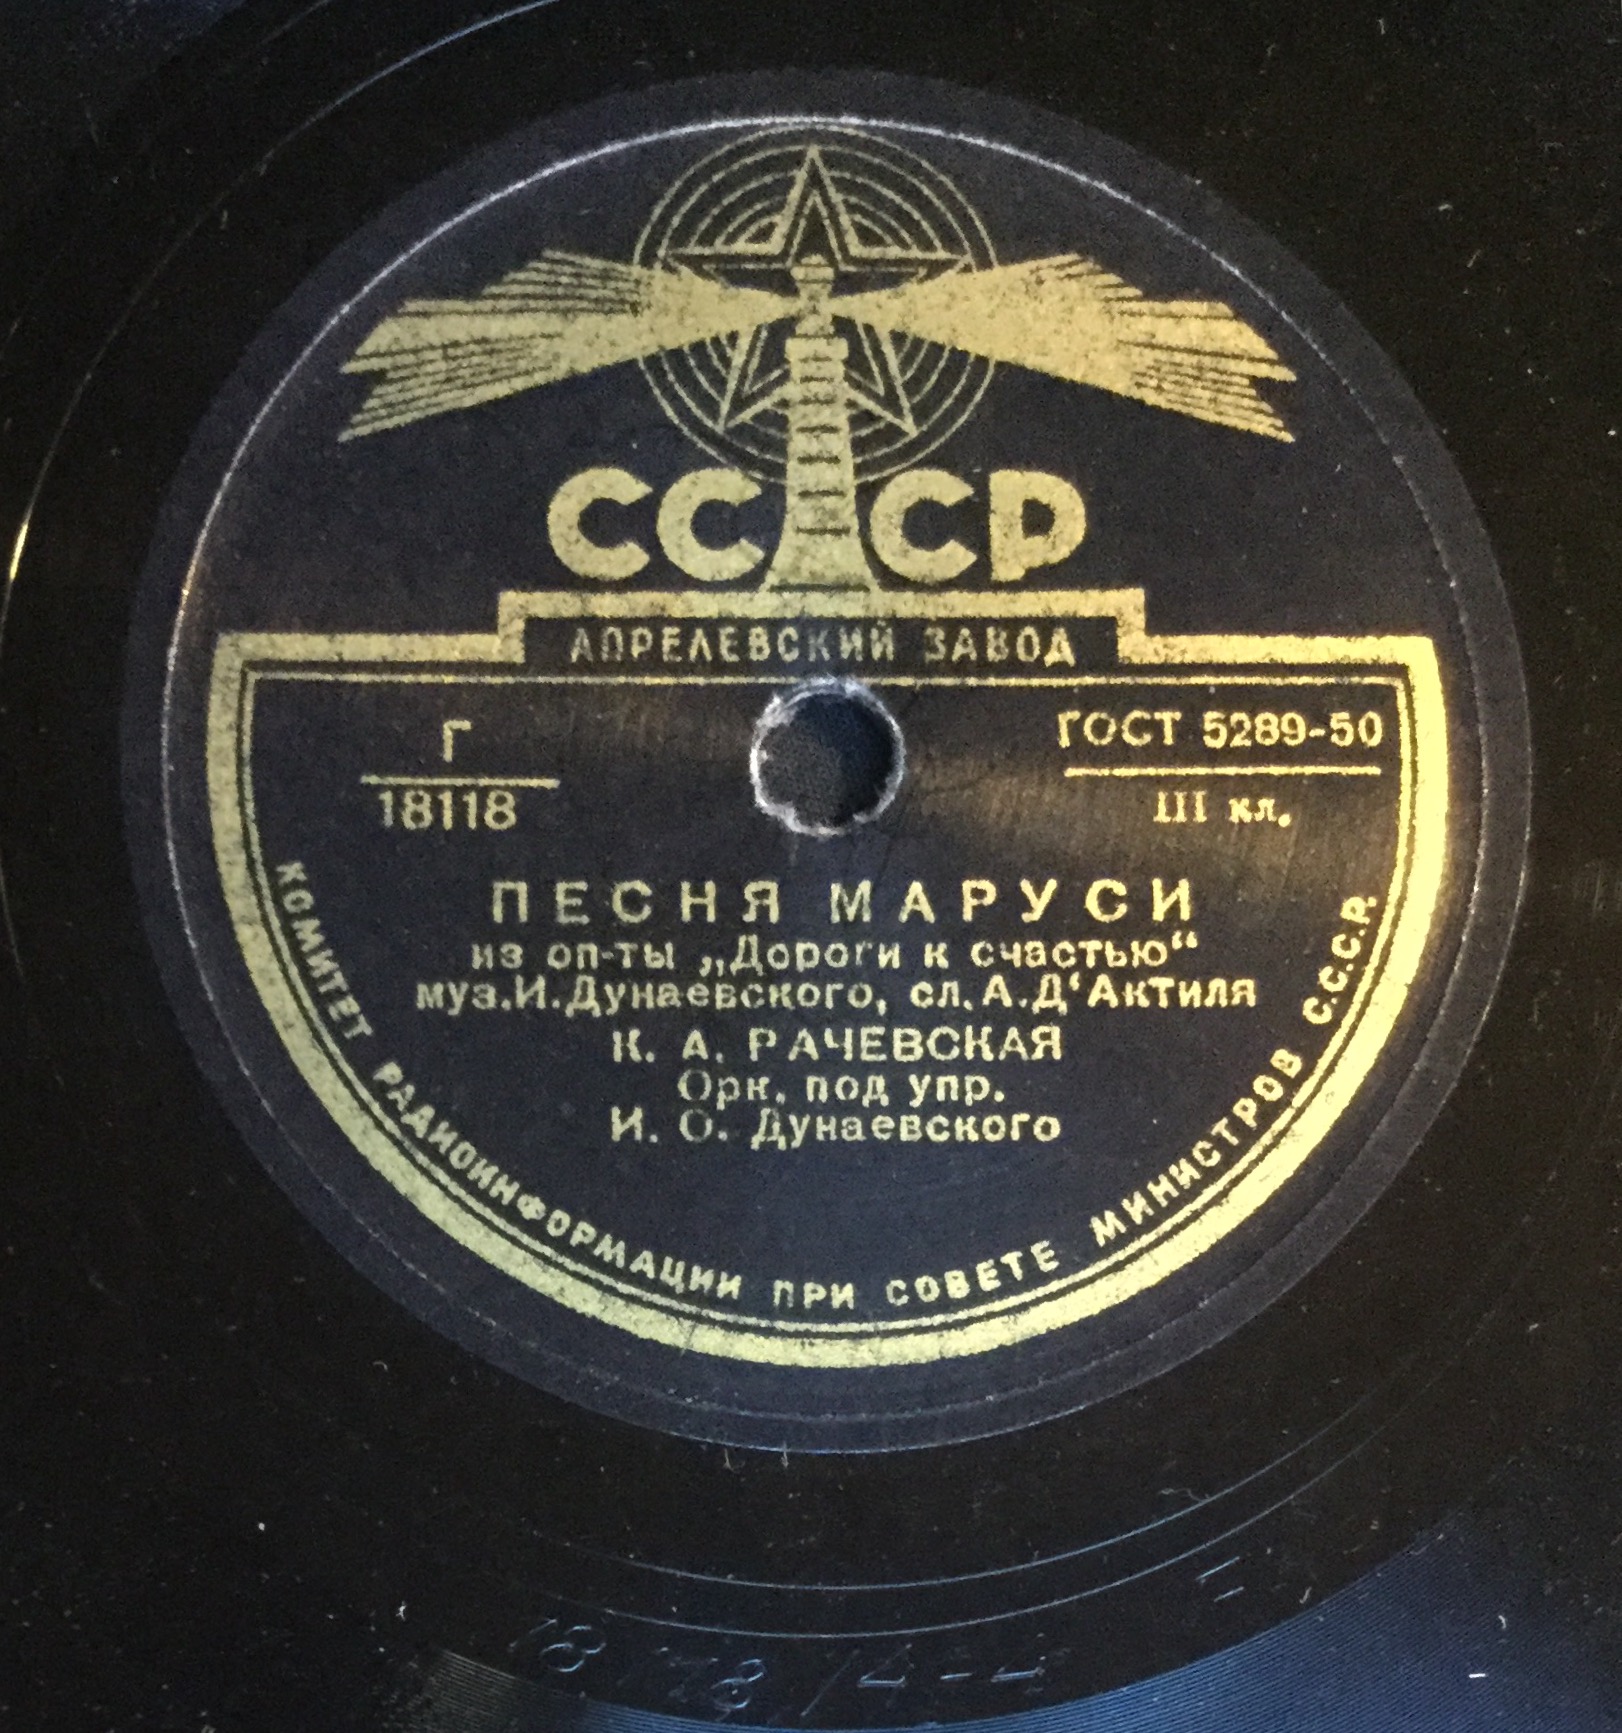 СССР
АПРЕЛЕВСКИЙ ЗАВОД
Г
18118
ГОСТ 5289-50
III кл.
ПЕСНЯ МАРУСИ
из оп-ты „Дороги к счастью“
муз.И.Дунаевского, сл.А.Д‘Актиля
К. А. РАЧЕВСКАЯ
Орк. под упр.
И. О. Дунаевского
КОМИТЕТ РАДИОИНФОРМАЦИИ ПРИ СОВЕТЕ МИНИСТРОВ С.С.С.Р.